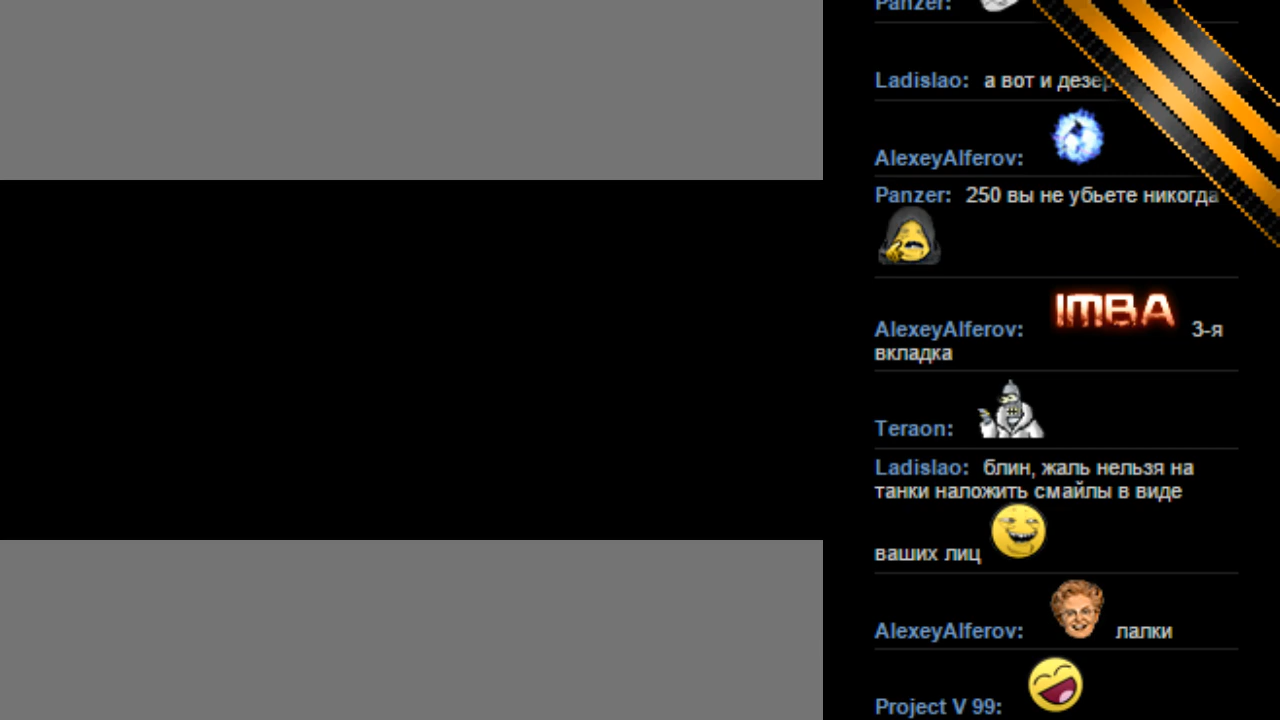 Panzer:
Ladislao: а вот и
AlexeyAlferov:
Panzer: 250 вы не убьете никогда
IMBA
AlexeyAlferov: 3-я
вкладка
Teraon:
Ladislao: блин, жаль нельзя на
танки наложить смайлы в виде
ваших лиц
AlexeyAlferov: лалки
Project V 99: